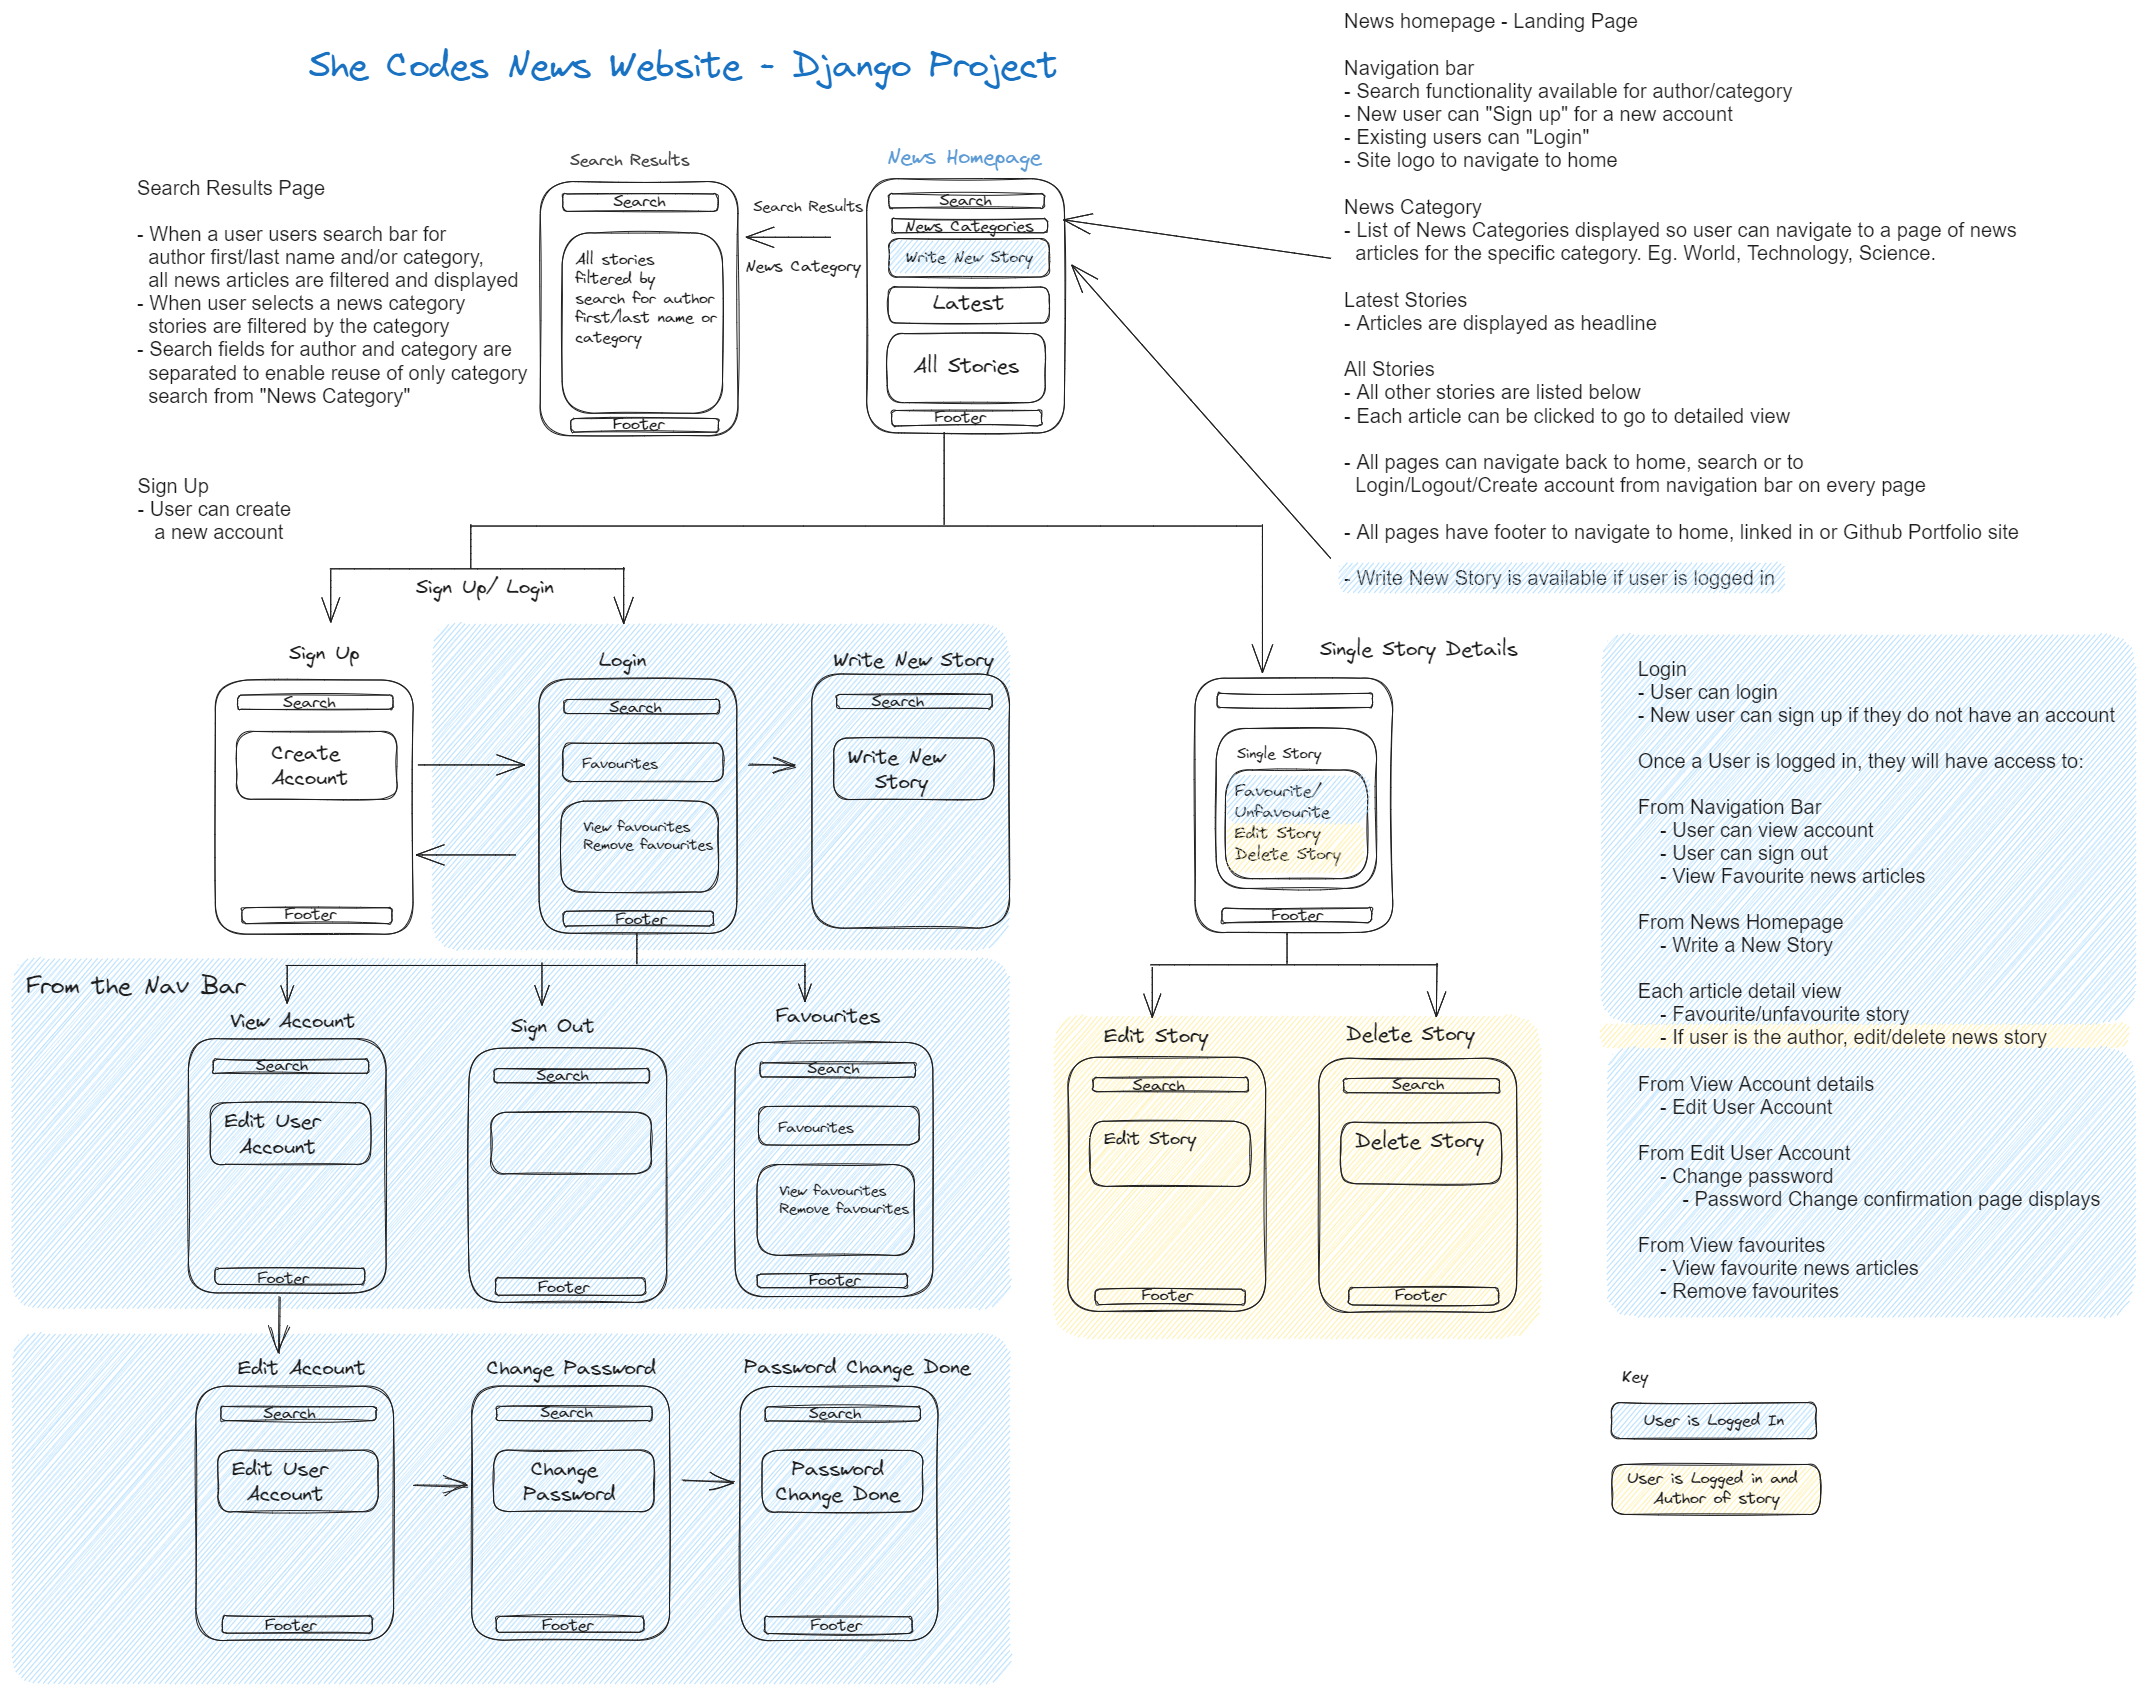 She Codes News Website - Django Project
News homepage - Landing Page
Navigation bar
- Search functionality available for author/category
- New user can "Sign up" for a new account
- Existing users can "Login"
- Site logo to navigate to home
News Category
- List of News Categories displayed so user can navigate to a page of news
articles for the specific category. Eg. World, Technology, Science.
Latest Stories
- Articles are displayed as headline
All Stories
- All other stories are listed below
- Each article can be clicked to go to detailed view
- All pages can navigate back to home, search or to
Login/Logout/Create account from navigation bar on every page
- All pages have footer to navigate to home, linked in or Github Portfolio site
- Write New Story is available if user is logged in
Search Results Page
- When a user users search bar for
author first/last name and/or category,
all news articles are filtered and displayed
- When user selects a news category
stories are filtered by the category
- Search fields for author and category are
separated to enable reuse of only category
search from "News Category"
Search Results
Search
All stories
filtered by
search for author
first/last name or
category
Footer
Search Results
News Category
News Homepage
Search
News Categories
Write New Story
Latest
All Stories
Footer
Sign Up
- User can create
a new account
Sign Up/ Login
Sign Up
Search
Create
Account
Footer
Login
Search
Favourites
View favourites
Remove favourites
Footer
Write New Story
Search
Write New
Story
Single Story Details
Single Story
Favourite/
Unfavourite
Edit Story
Delete Story
Footer
Login
- User can login
- New user can sign up if they do not have an account
Once a User is logged in, they will have access to:
From Navigation Bar
- User can view account
- User can sign out
- View Favourite news articles
From News Homepage
- Write a New Story
Each article detail view
- Favourite/unfavourite story
- If user is the author, edit/delete news story
From View Account details
- Edit User Account
From Edit User Account
- Change password
- Password Change confirmation page displays
From View favourites
- View favourite news articles
- Remove favourites
From the Nav Bar
View Account
Search
Edit User
Account
Footer
Sign Out
Search
Footer
Favourites
Search
Favourites
View favourites
Remove favourites
Footer
Edit Story
Search
Edit Story
Footer
Delete Story
Search
Delete Story
Footer
Edit Account
Search
Edit User
Account
Footer
Change Password
Search
Change
Password
Footer
Password Change Done
Search
Password
Change Done
Footer
Key
User is Logged In
User is Logged in and
Author of story